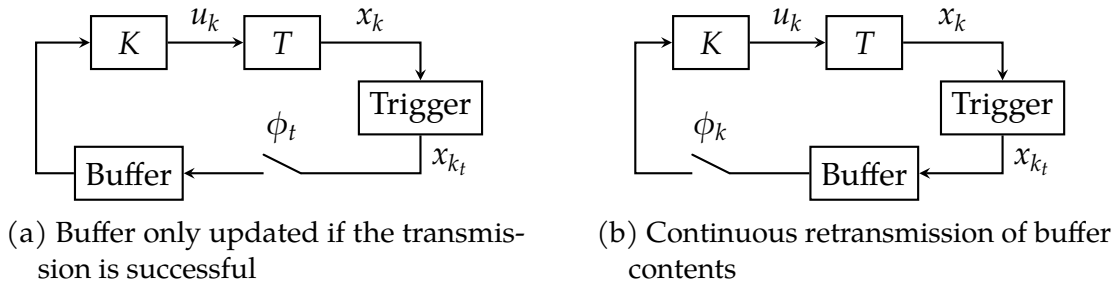 K
u_k
T
x_k
Trigger
x_{k_t}
ϕ_t
Buffer
(a) Buffer only updated if the transmis-
sion is successful
K
u_k
T
x_k
Trigger
x_{k_t}
ϕ_k
Buffer
(b) Continuous retransmission of buffer
contents